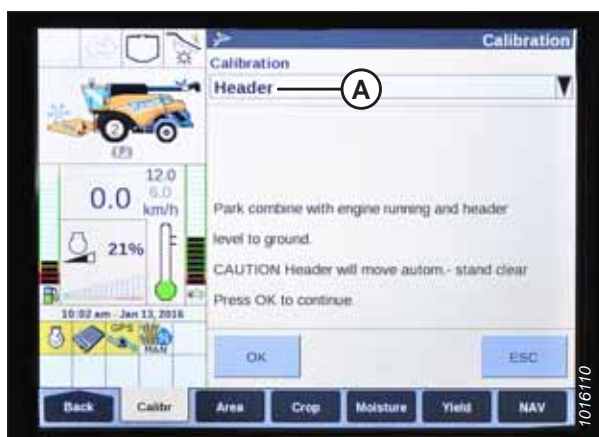 Calibration
Calibration
Header
A
2
(P)
12.0
6.0
0.0 km/h
21%
Park combine with engine running and header
level to ground.
CAUTION Header will move autom.- stand clear
Press OK to continue.
10:02 am Jan 13, 2016
GPS
MAN
OK
ESC
Back
Calibr
Area
Crop
Moisture
Yield
NAV
1016110